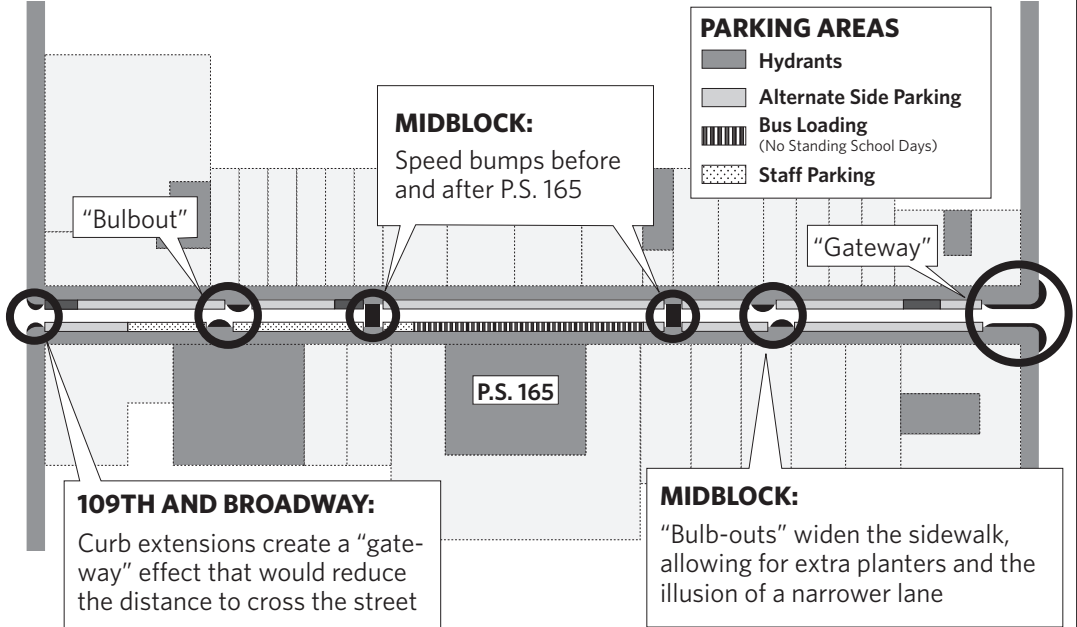 PARKING AREAS
Hydrants
Alternate Side Parking
Bus Loading
(No Standing School Days)
Staff Parking
MIDBLOCK:
Speed bumps before
and after P.S. 165
“Bulbout”
“Gateway”
P.S. 165
109TH AND BROADWAY:
Curb extensions create a “gate-
way” effect that would reduce
the distance to cross the street
MIDBLOCK:
“Bulb-outs” widen the sidewalk,
allowing for extra planters and the
illusion of a narrower lane